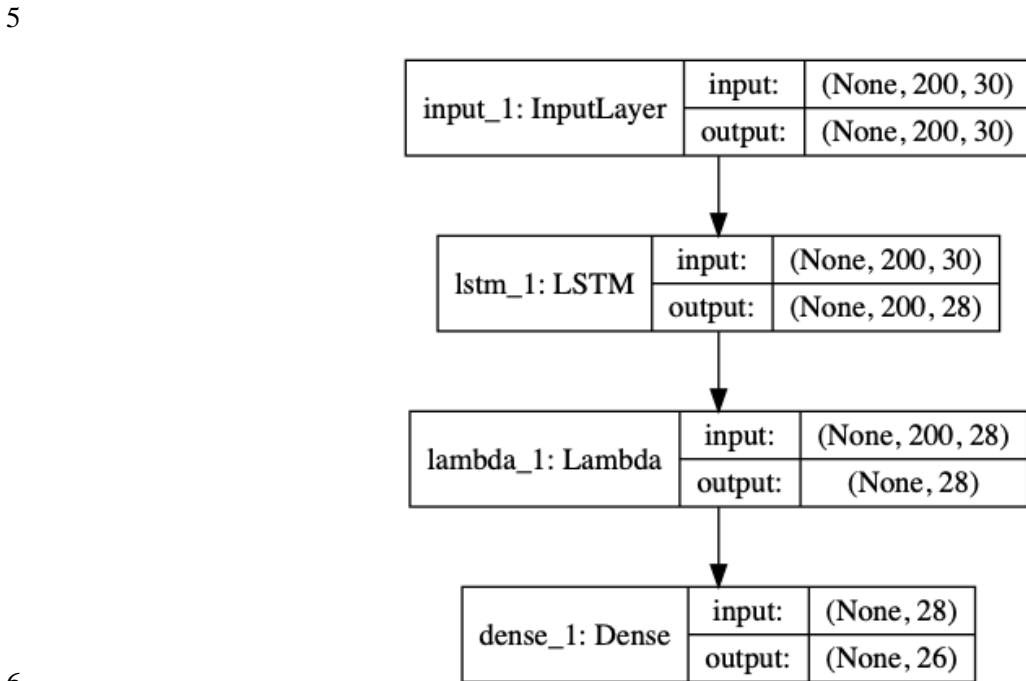 5
input_1: InputLayer
input: (None, 200, 30)
output: (None, 200, 30)
lstm_1: LSTM
input: (None, 200, 30)
output: (None, 200, 28)
lambda_1: Lambda
input: (None, 200, 28)
output: (None, 28)
dense_1: Dense
input: (None, 28)
output: (None, 26)